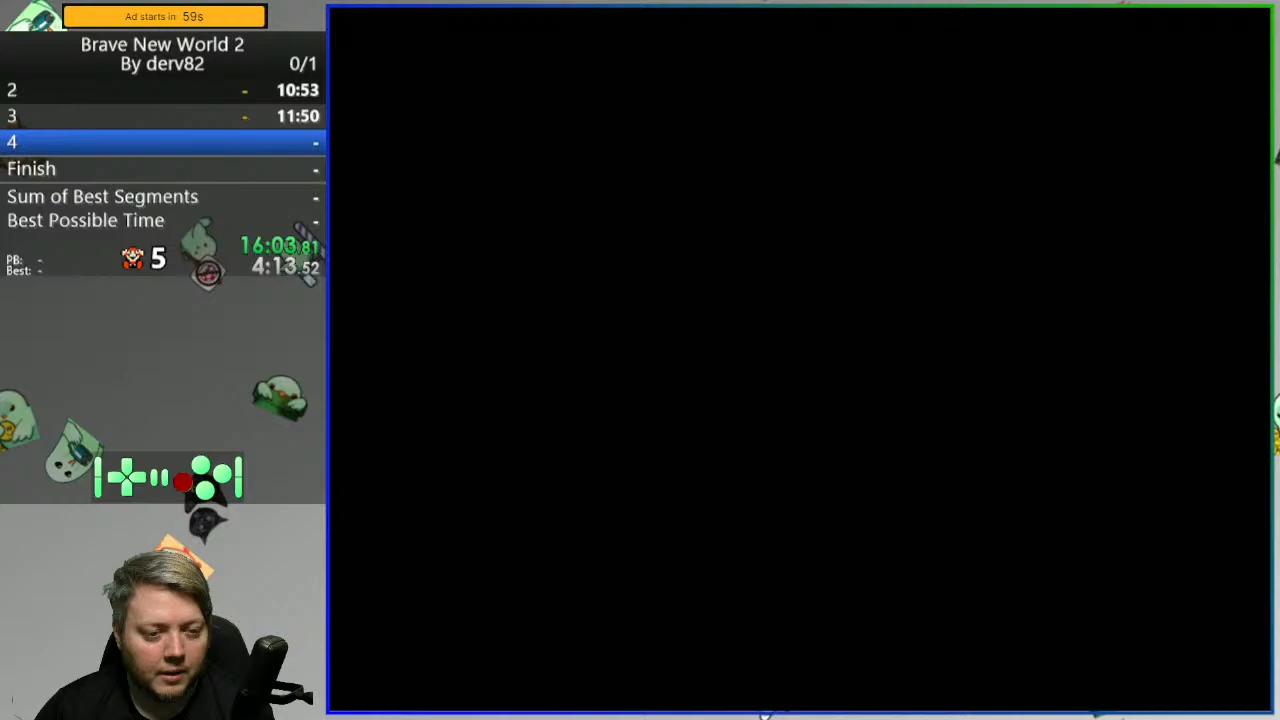 Ad starts in: 59s
Brave New World 2
By derv82 0/1
2 - 10:53
3 - 11:50
4 -
Finish -
Sum of Best Segments -
Best Possible Time -
PB: - 5 16:03.81
Best: - 4:13.52